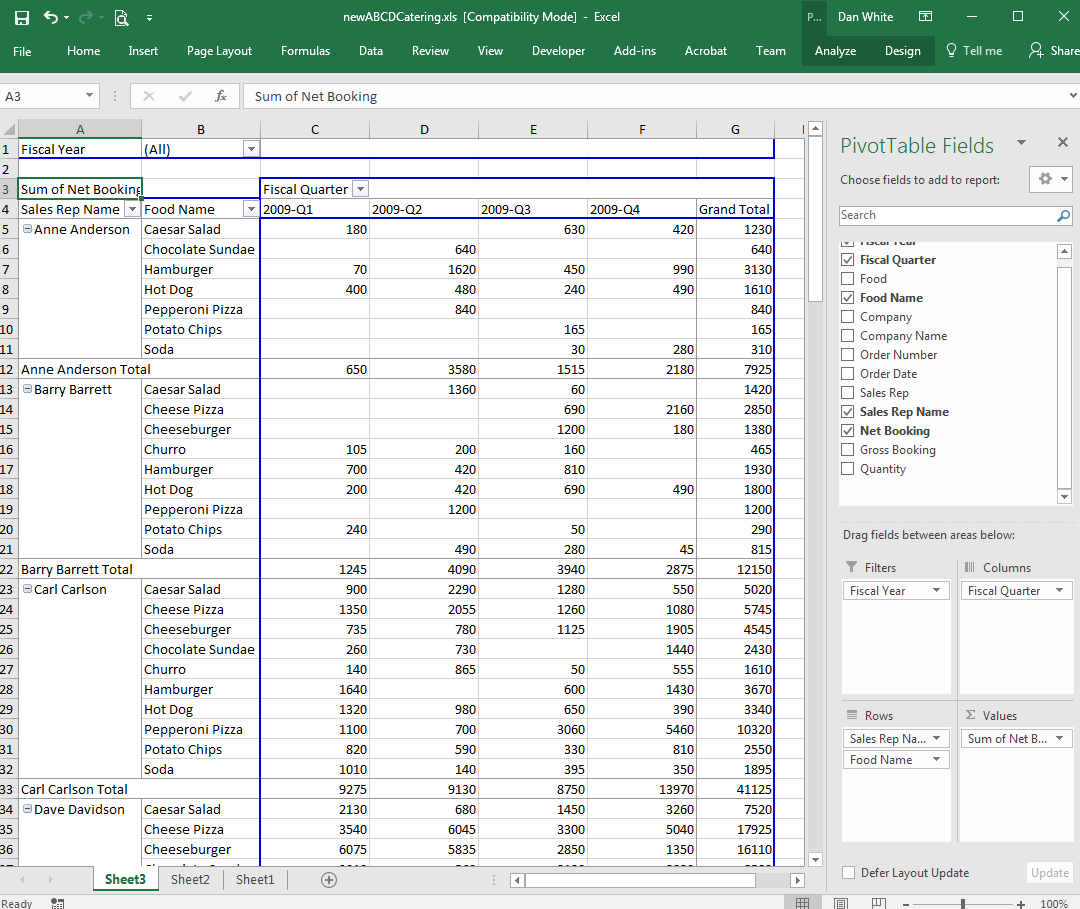 newABCDCatering.xls [Compatibility Mode] - Excel P... Dan White
File Home Insert Page Layout Formulas Data Review View Developer Add-ins Acrobat Team Analyze Design Tell me Share
A3 fx Sum of Net Booking
A B C D E F G
1 Fiscal Year (All)
2
3 Sum of Net Booking Fiscal Quarter
4 Sales Rep Name Food Name 2009-Q1 2009-Q2 2009-Q3 2009-Q4 Grand Total
5 Anne Anderson Caesar Salad 180 630 420 1230
6 Chocolate Sundae 640 640
7 Hamburger 70 1620 450 990 3130
8 Hot Dog 400 480 240 490 1610
9 Pepperoni Pizza 840 840
10 Potato Chips 165 165
11 Soda 30 280 310
12 Anne Anderson Total 650 3580 1515 2180 7925
13 Barry Barrett Caesar Salad 1360 60 1420
14 Cheese Pizza 690 2160 2850
15 Cheeseburger 1200 180 1380
16 Churro 105 200 160 465
17 Hamburger 700 420 810 1930
18 Hot Dog 200 420 690 490 1800
19 Pepperoni Pizza 1200 1200
20 Potato Chips 240 50 290
21 Soda 490 280 45 815
22 Barry Barrett Total 1245 4090 3940 2875 12150
23 Carl Carlson Caesar Salad 900 2290 1280 550 5020
24 Cheese Pizza 1350 2055 1260 1080 5745
25 Cheeseburger 735 780 1125 1905 4545
26 Chocolate Sundae 260 730 1440 2430
27 Churro 140 865 50 555 1610
28 Hamburger 1640 600 1430 3670
29 Hot Dog 1320 980 650 390 3340
30 Pepperoni Pizza 1100 700 3060 5460 10320
31 Potato Chips 820 590 330 810 2550
32 Soda 1010 140 395 350 1895
33 Carl Carlson Total 9275 9130 8750 13970 41125
34 Dave Davidson Caesar Salad 2130 680 1450 3260 7520
35 Cheese Pizza 3540 6045 3300 5040 17925
36 Cheeseburger 6075 5835 2850 1350 16110
Sheet3 Sheet2 Sheet1
Ready 100%
PivotTable Fields
Choose fields to add to report:
Search
Fiscal Year
Fiscal Quarter
Food
Food Name
Company
Company Name
Order Number
Order Date
Sales Rep
Sales Rep Name
Net Booking
Gross Booking
Quantity
Drag fields between areas below:
Filters Columns
Fiscal Year Fiscal Quarter
Rows Σ Values
Sales Rep Na... Sum of Net B...
Food Name
Defer Layout Update Update